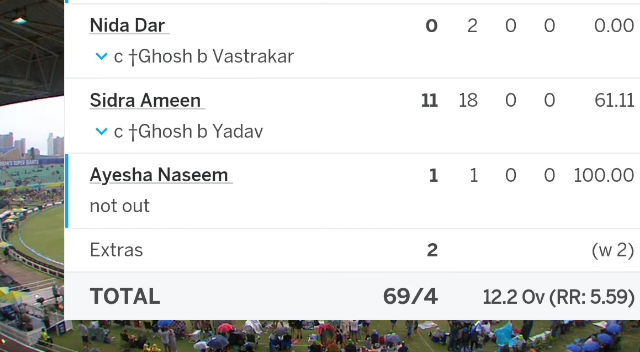 Nida Dar 0 2 0 0 0.00
c †Ghosh b Vastrakar
Sidra Ameen 11 18 0 0 61.11
c †Ghosh b Yadav
Ayesha Naseem 1 1 0 0 100.00
not out
Extras 2 (w 2)
TOTAL 69/4 12.2 Ov (RR: 5.59)
SUPER GIANTS